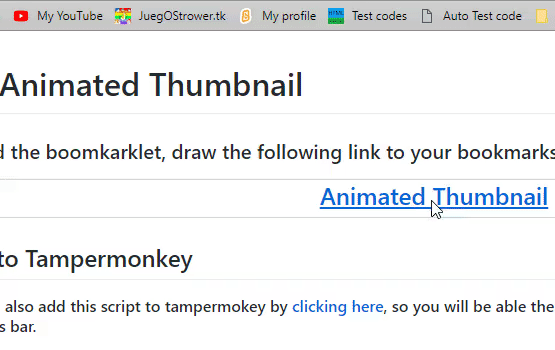 My YouTube JuegOStrower.tk My profile Test codes Auto Test code
Animated Thumbnail
d the boomkarklet, draw the following link to your bookmarks
Animated Thumbnail
to Tampermonkey
also add this script to tampermokey by clicking here, so you will be able the
s bar.